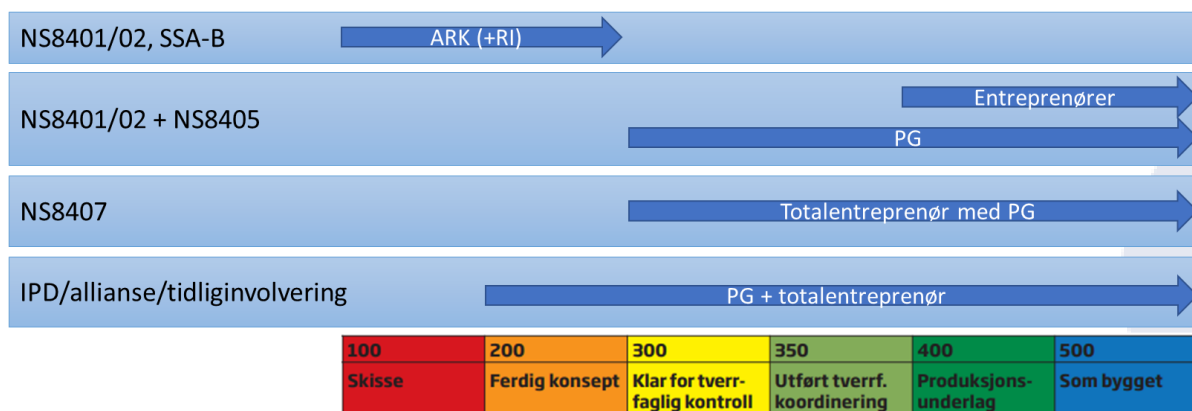 NS8401/02, SSA-B
ARK (+RI)
NS8401/02 + NS8405
Entreprenører
PG
NS8407
Totalentreprenør med PG
IPD/allianse/tidliginvolvering
PG + totalentreprenør
100 200 300 350 400 500
Skisse Ferdig konsept Klar for tverr- Utført tverrf. Produksjons- Som bygget
faglig kontroll koordinering underlag